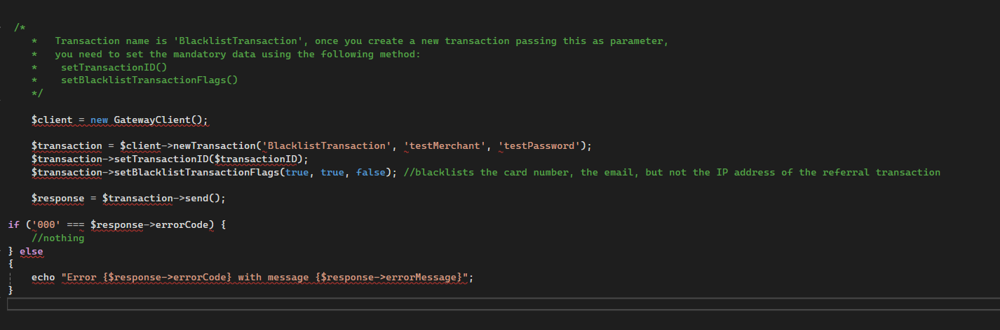 /*
*   Transaction name is 'BlacklistTransaction', once you create a new transaction passing this as parameter,
*   you need to set the mandatory data using the following method:
*    setTransactionID()
*    setBlacklistTransactionFlags()
*/
$client = new GatewayClient();
$transaction = $client->newTransaction('BlacklistTransaction', 'testMerchant', 'testPassword');
$transaction->setTransactionID($transactionID);
$transaction->setBlacklistTransactionFlags(true, true, false); //blacklists the card number, the email, but not the IP address of the referral transaction
$response = $transaction->send();
if ('000' === $response->errorCode) {
//nothing
} else
{
echo "Error {$response->errorCode} with message {$response->errorMessage}";
}